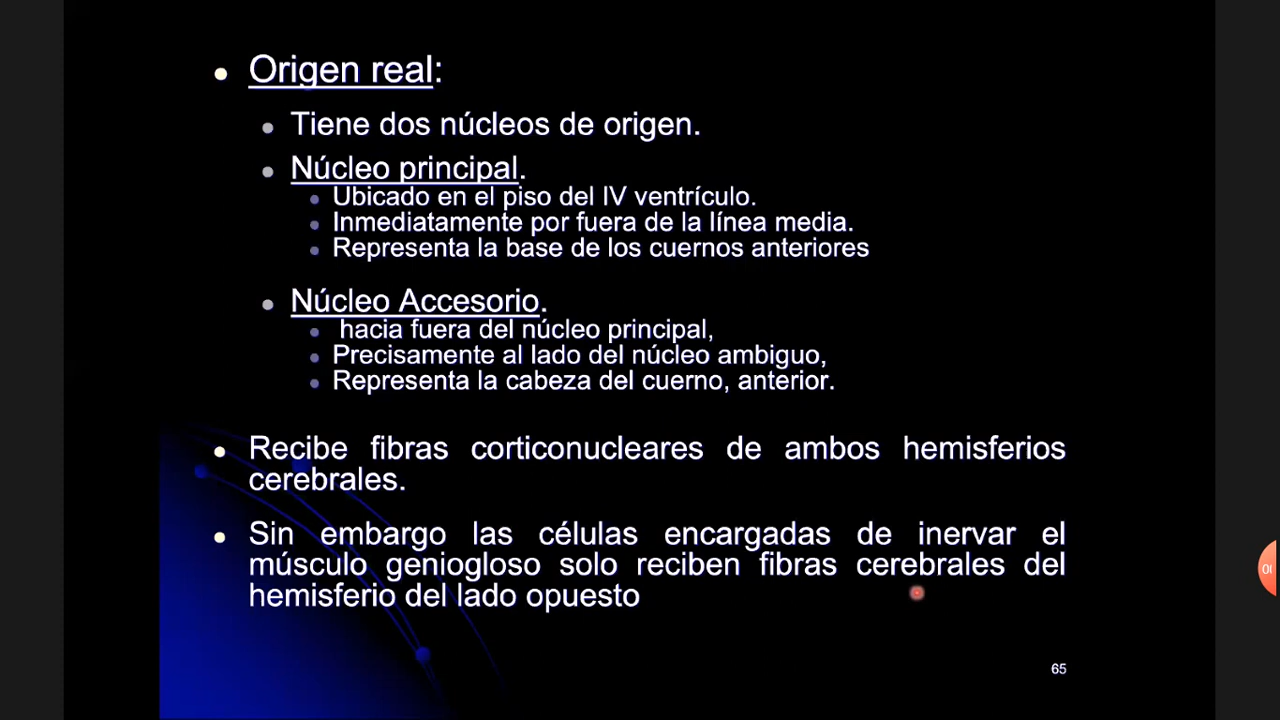 Origen real:
Tiene dos núcleos de origen.
Núcleo principal.
Ubicado en el piso del IV ventrículo.
Inmediatamente por fuera de la línea media.
Representa la base de los cuernos anteriores
Núcleo Accesorio.
hacia fuera del núcleo principal,
Precisamente al lado del núcleo ambiguo,
Representa la cabeza del cuerno, anterior.
Recibe fibras corticonucleares de ambos hemisferios
cerebrales.
Sin embargo las células encargadas de inervar el
músculo geniogloso solo reciben fibras cerebrales del
hemisferio del lado opuesto
65